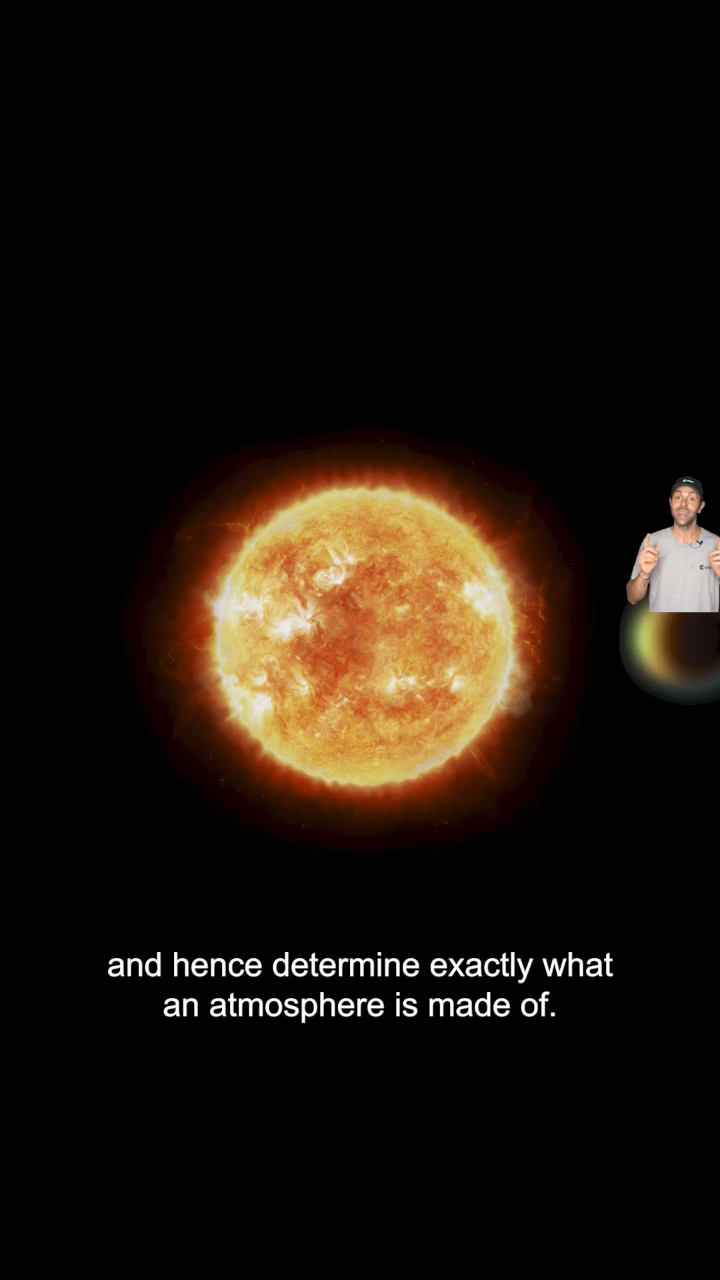 and hence determine exactly what
an atmosphere is made of.